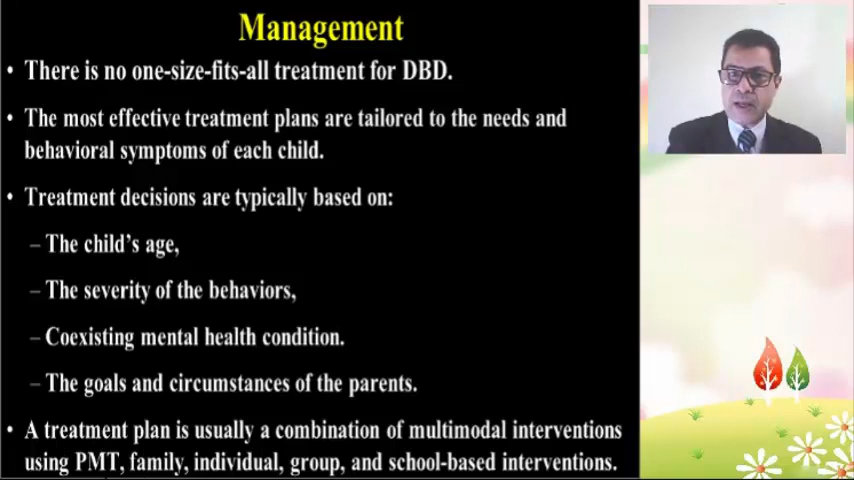 Management
• There is no one-size-fits-all treatment for DBD.
• The most effective treatment plans are tailored to the needs and
behavioral symptoms of each child.
• Treatment decisions are typically based on:
– The child’s age,
– The severity of the behaviors,
– Coexisting mental health condition.
– The goals and circumstances of the parents.
• A treatment plan is usually a combination of multimodal interventions
using PMT, family, individual, group, and school-based interventions.